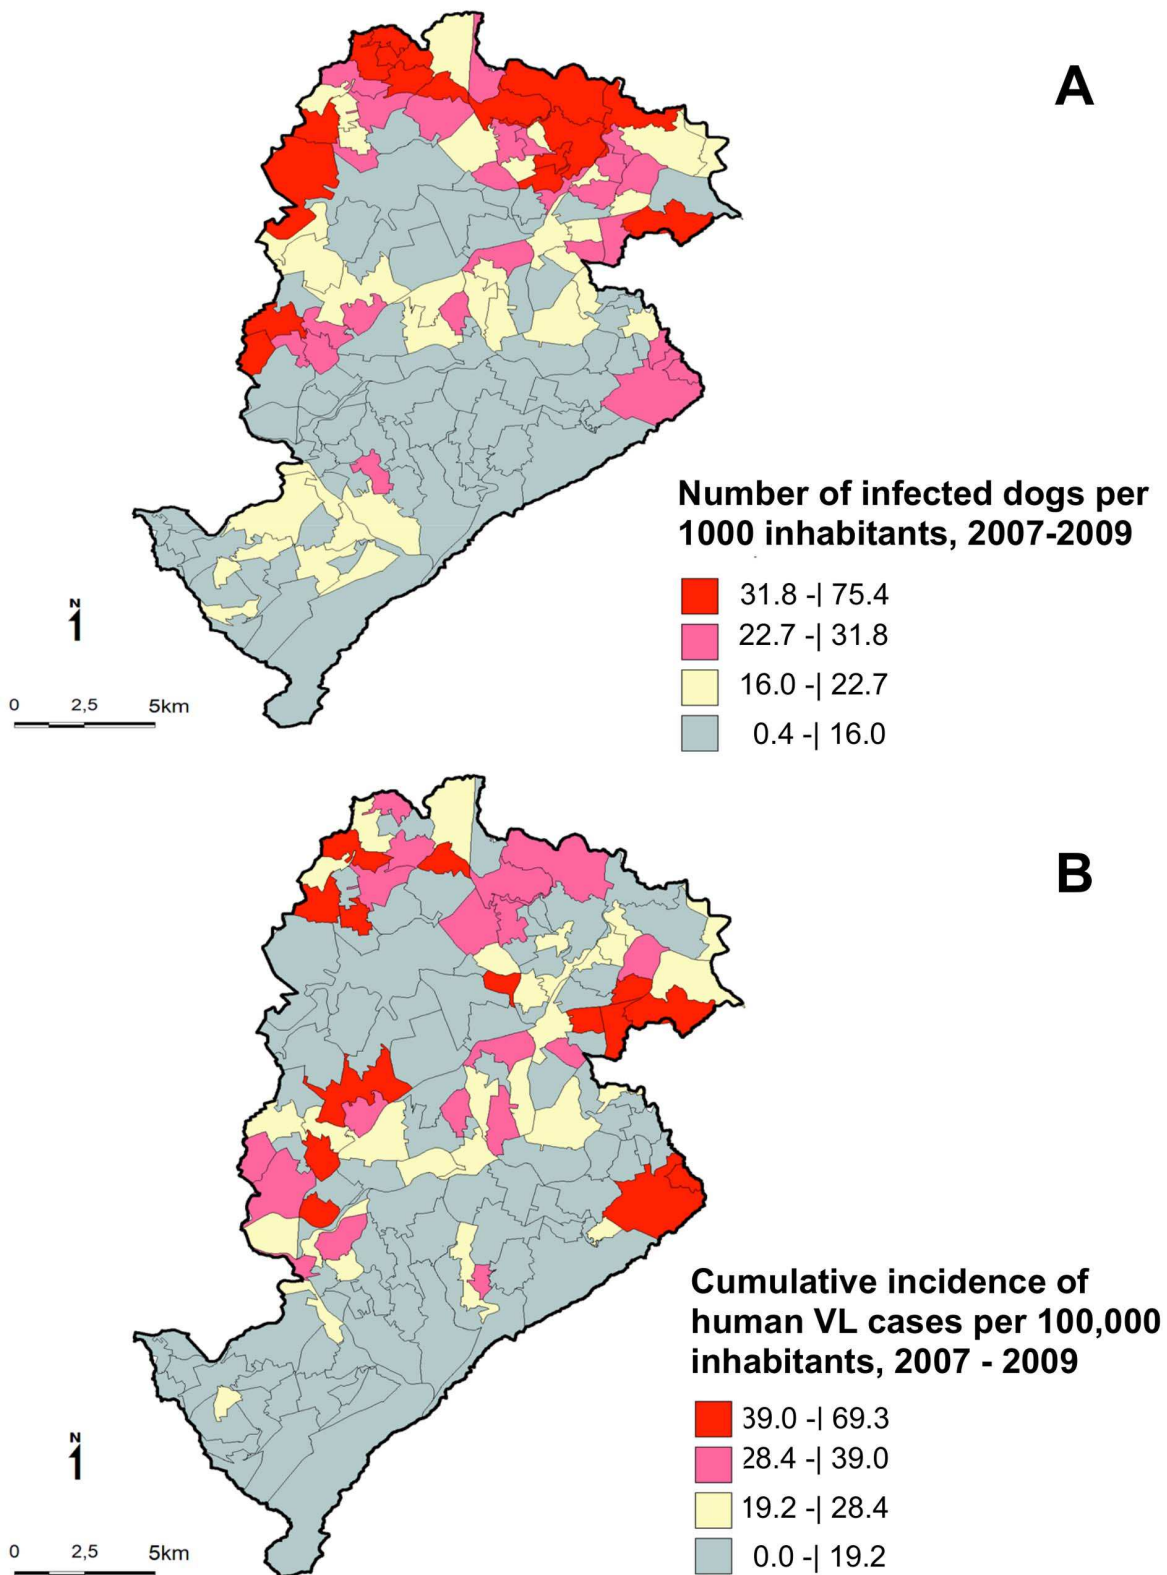 A
Number of infected dogs per
1000 inhabitants, 2007-2009
31.8 -| 75.4
22.7 -| 31.8
16.0 -| 22.7
0.4 -| 16.0
N
1
0 2,5 5km
B
Cumulative incidence of
human VL cases per 100,000
inhabitants, 2007 - 2009
39.0 -| 69.3
28.4 -| 39.0
19.2 -| 28.4
0.0 -| 19.2
N
1
0 2,5 5km